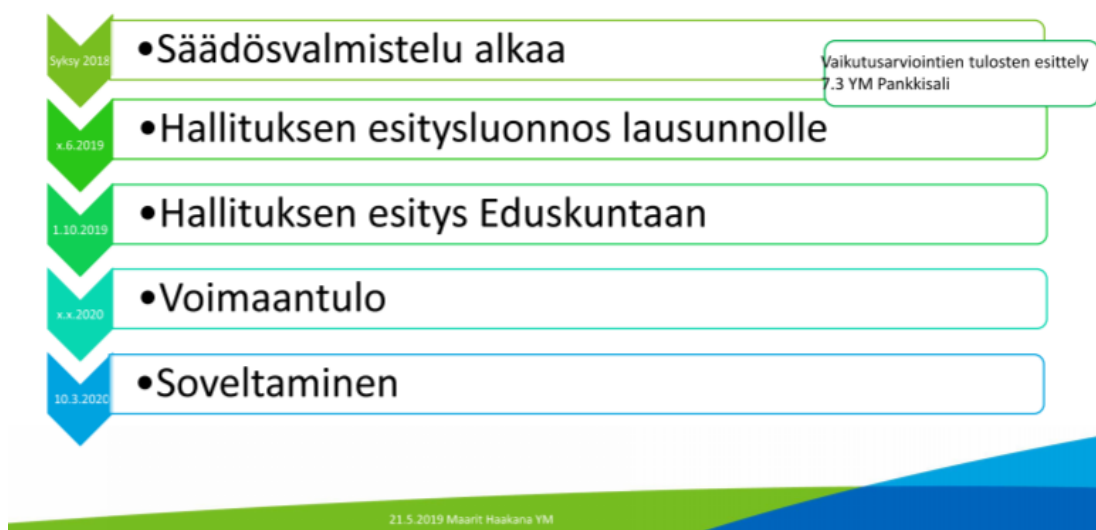 Syksy 2018
•Säädösvalmistelu alkaa
Vaikutusarviointien tulosten esittely
7.3 YM Pankkisali
x.6.2019
•Hallituksen esitysluonnos lausunnolle
1.10.2019
•Hallituksen esitys Eduskuntaan
x.x.2020
•Voimaantulo
10.3.2020
•Soveltaminen
21.5.2019 Maarit Haakana YM